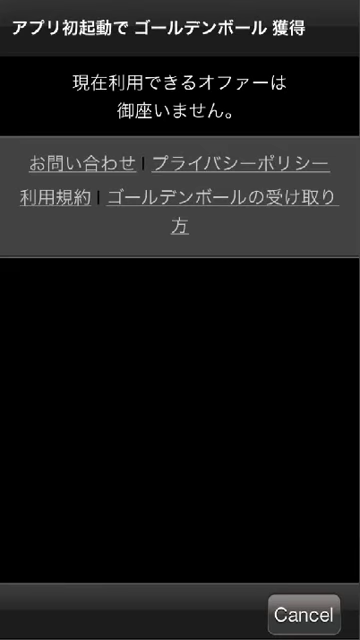 アプリ初起動で ゴールデンボール 獲得
現在利用できるオファーは
御座いません。
お問い合わせ | プライバシーポリシー
利用規約 | ゴールデンボールの受け取り
方
Cancel